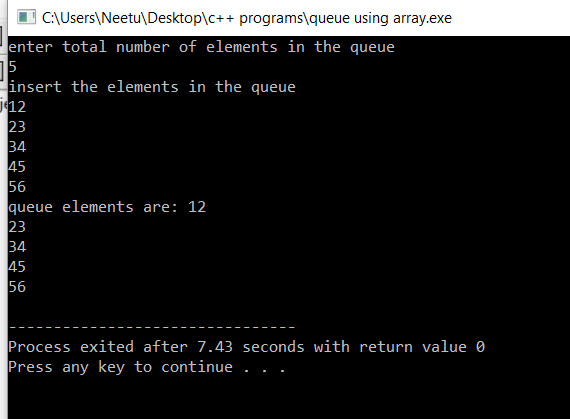 C:\Users\Neetu\Desktop\c++ programs\queue using array.exe
enter total number of elements in the queue
5
insert the elements in the queue
12
23
34
45
56
queue elements are: 12
23
34
45
56
--------------------------------
Process exited after 7.43 seconds with return value 0
Press any key to continue . . .